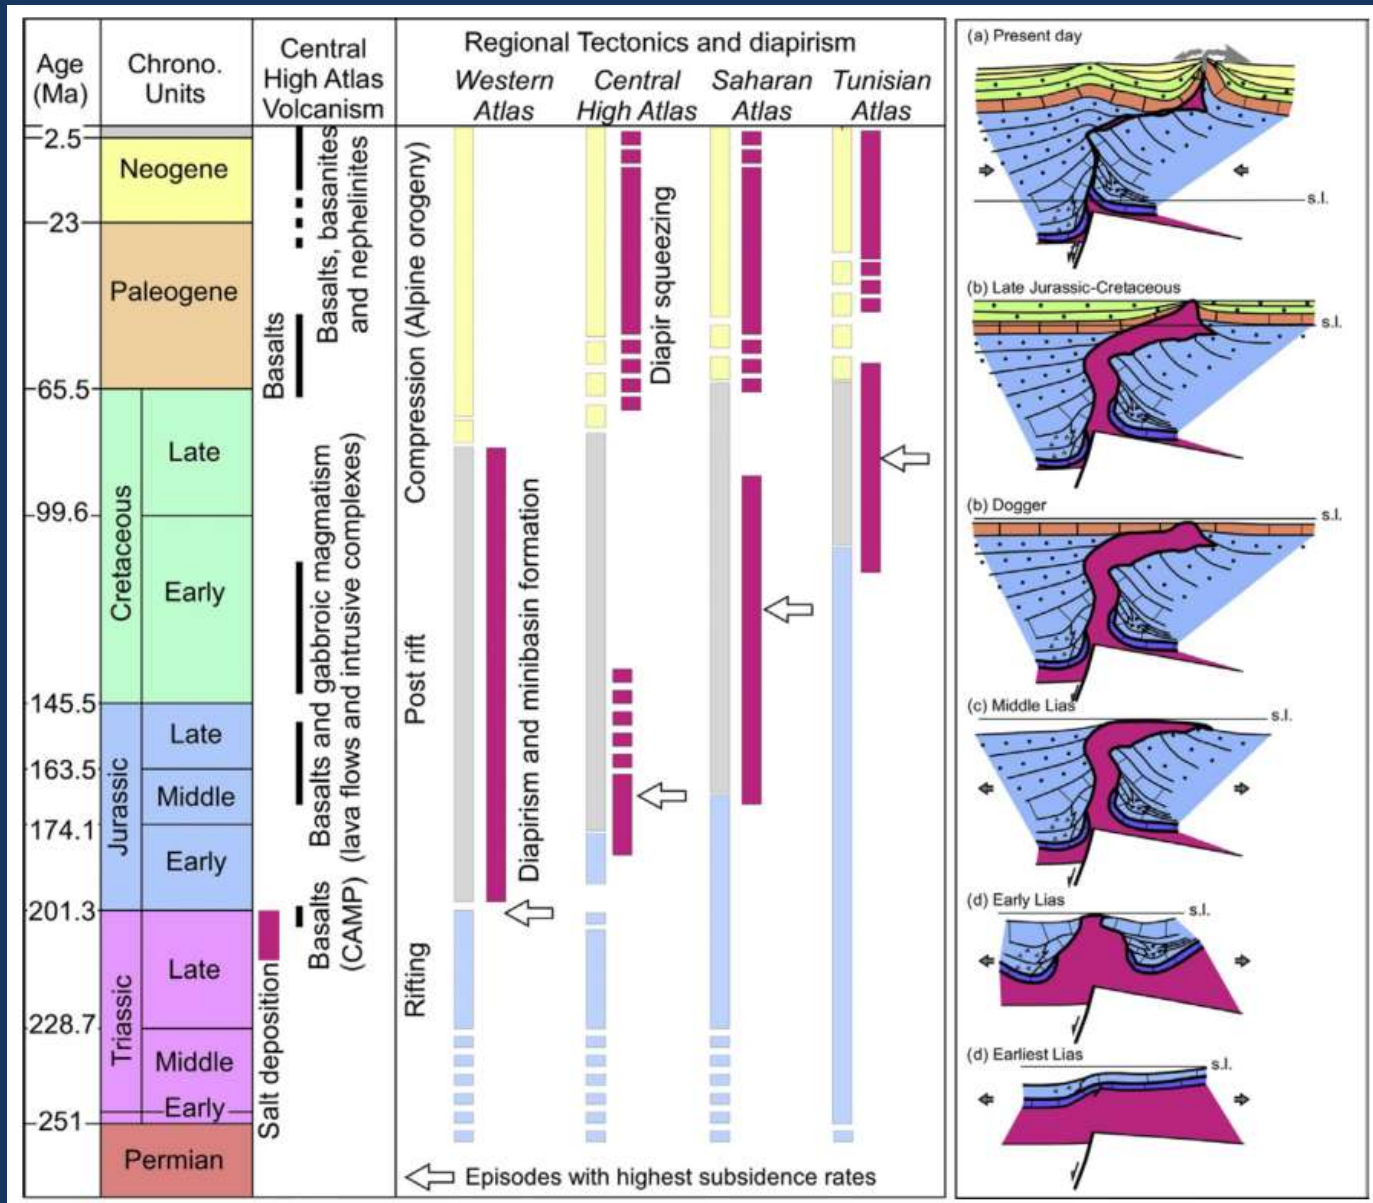 Age
(Ma)
Chrono.
Units
Central
High Atlas
Volcanism
Regional Tectonics and diapirism
Western
Atlas
Central
High Atlas
Saharan
Atlas
Tunisian
Atlas
2.5
23
65.5
99.6
145.5
163.5
174.1
201.3
228.7
251
Neogene
Paleogene
Cretaceous
Late
Early
Jurassic
Late
Middle
Early
Triassic
Late
Middle
Early
Permian
Salt deposition
Basalts
Basalts, basanites
and nephelinites
Basalts and gabbroic magmatism
(lava flows and intrusive complexes)
Basalts
(CAMP)
Compression (Alpine orogeny)
Post rift
Rifting
Diapirism and minibasin formation
Diapir squeezing
Episodes with highest subsidence rates
(a) Present day
s.l.
(b) Late Jurassic-Cretaceous
s.l.
(b) Dogger
s.l.
(c) Middle Lias
s.l.
(d) Early Lias
s.l.
(d) Earliest Lias
s.l.